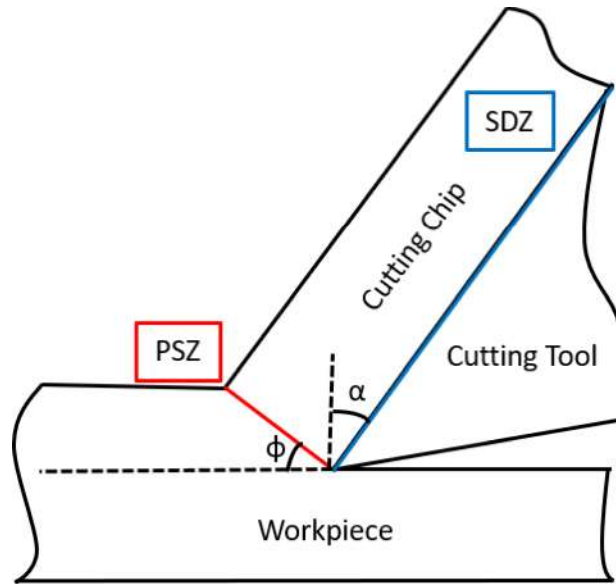 SDZ
Cutting Chip
PSZ
α
Cutting Tool
ϕ
Workpiece